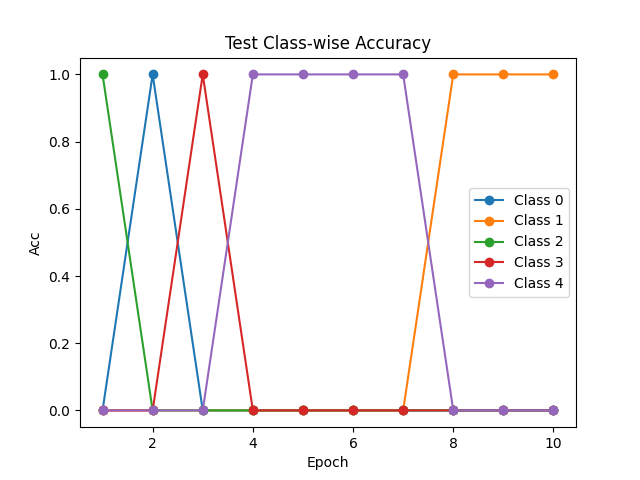 Test Class-wise Accuracy
Acc
1.0
0.8
0.6
0.4
0.2
0.0
Class 0
Class 1
Class 2
Class 3
Class 4
2 4 6 8 10
Epoch